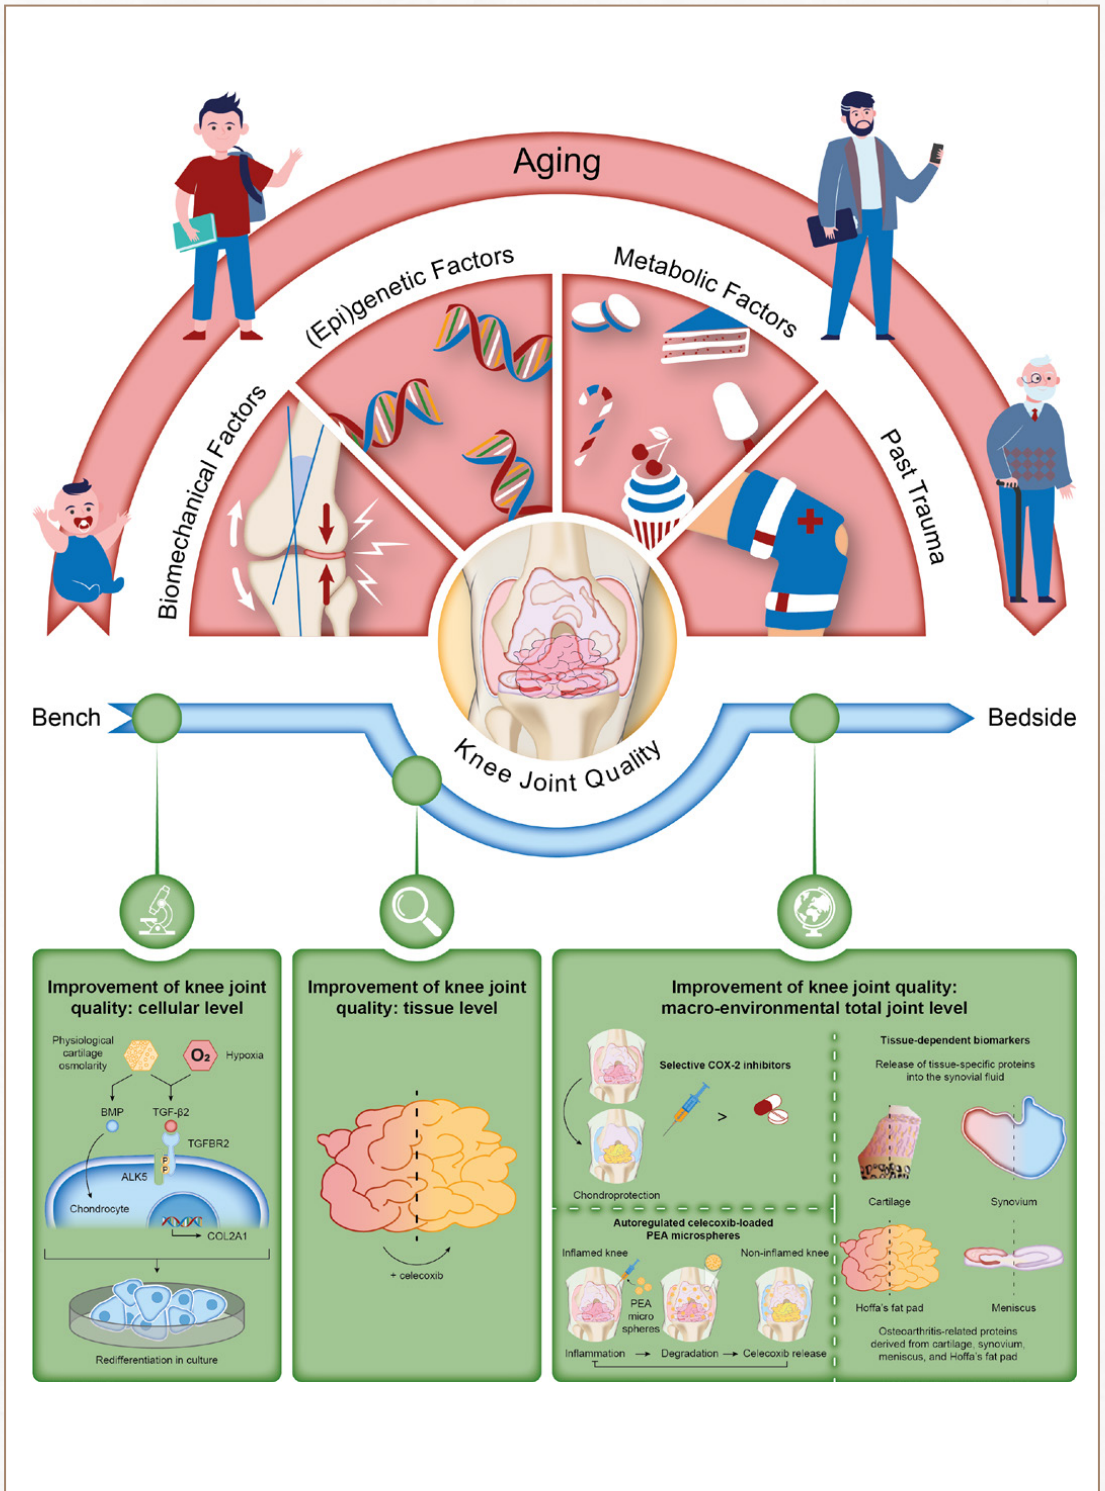 Aging
Biomechanical Factors
(Epi)genetic Factors
Metabolic Factors
Past Trauma
Bench
Bedside
Knee Joint Quality
Improvement of knee joint
quality: cellular level
Physiological
cartilage
osmolarity
O₂
Hypoxia
BMP
TGF-β2
TGFBR2
P
P
ALK5
Chondrocyte
COL2A1
Redifferentiation in culture
Improvement of knee joint
quality: tissue level
+ celecoxib
Improvement of knee joint quality:
macro-environmental total joint level
Selective COX-2 inhibitors
>
Chondroprotection
Autoregulated celecoxib-loaded
PEA microspheres
Inflamed knee
Non-inflamed knee
PEA
micro
spheres
Inflammation
Degradation
Celecoxib release
Tissue-dependent biomarkers
Release of tissue-specific proteins
into the synovial fluid
Cartilage
Synovium
Hoffa's fat pad
Meniscus
Osteoarthritis-related proteins
derived from cartilage, synovium,
meniscus, and Hoffa's fat pad